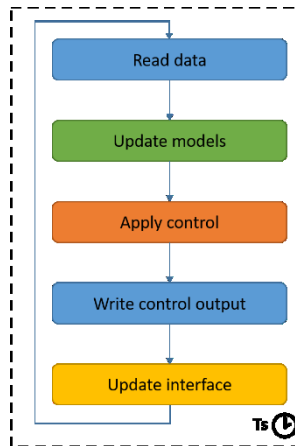 Read data
Update models
Apply control
Write control output
Update interface
Ts